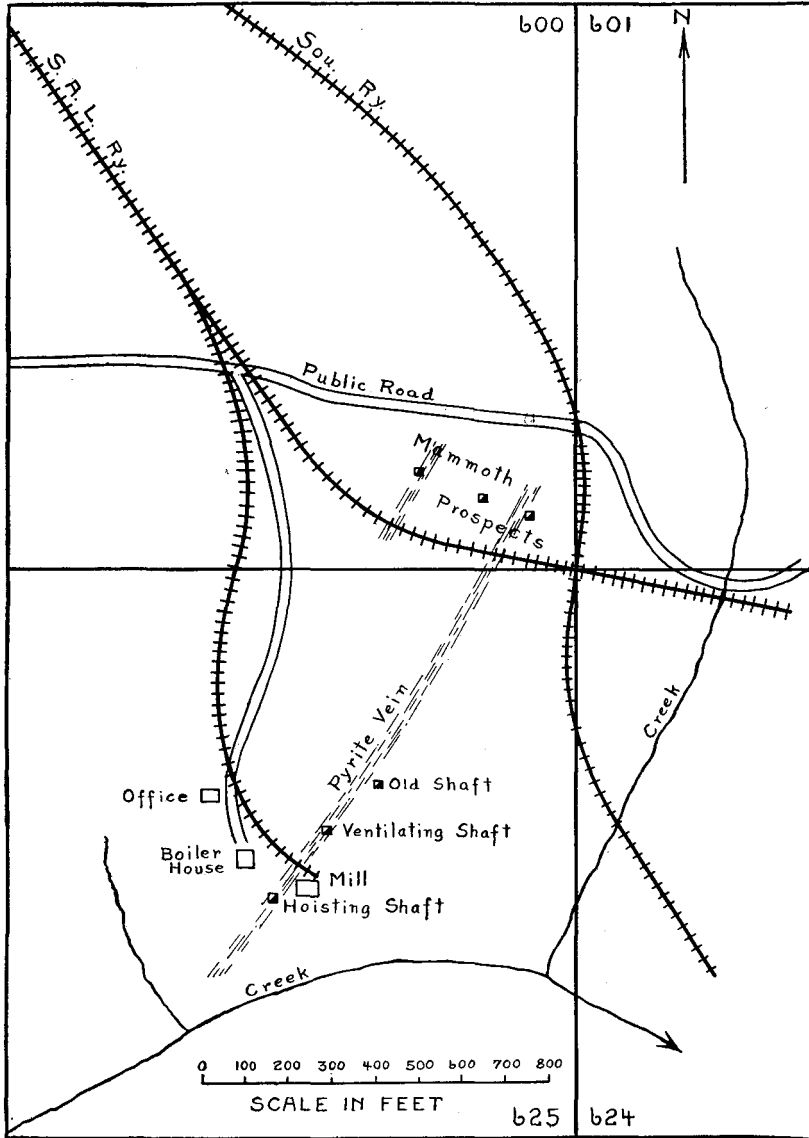 600 601
N
Sou. Ry.
S. A. L. Ry.
Public Road
Mammoth
Prospects
Pyrite Vein
Creek
Office
Old Shaft
Ventilating Shaft
Boiler
House
Mill
Hoisting Shaft
Creek
0 100 200 300 400 500 600 700 800
SCALE IN FEET
625 624